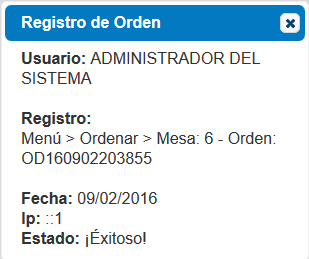 Registro de Orden
Usuario: ADMINISTRADOR DEL
SISTEMA
Registro:
Menú > Ordenar > Mesa: 6 - Orden:
OD160902203855
Fecha: 09/02/2016
Ip: ::1
Estado: ¡Éxitoso!